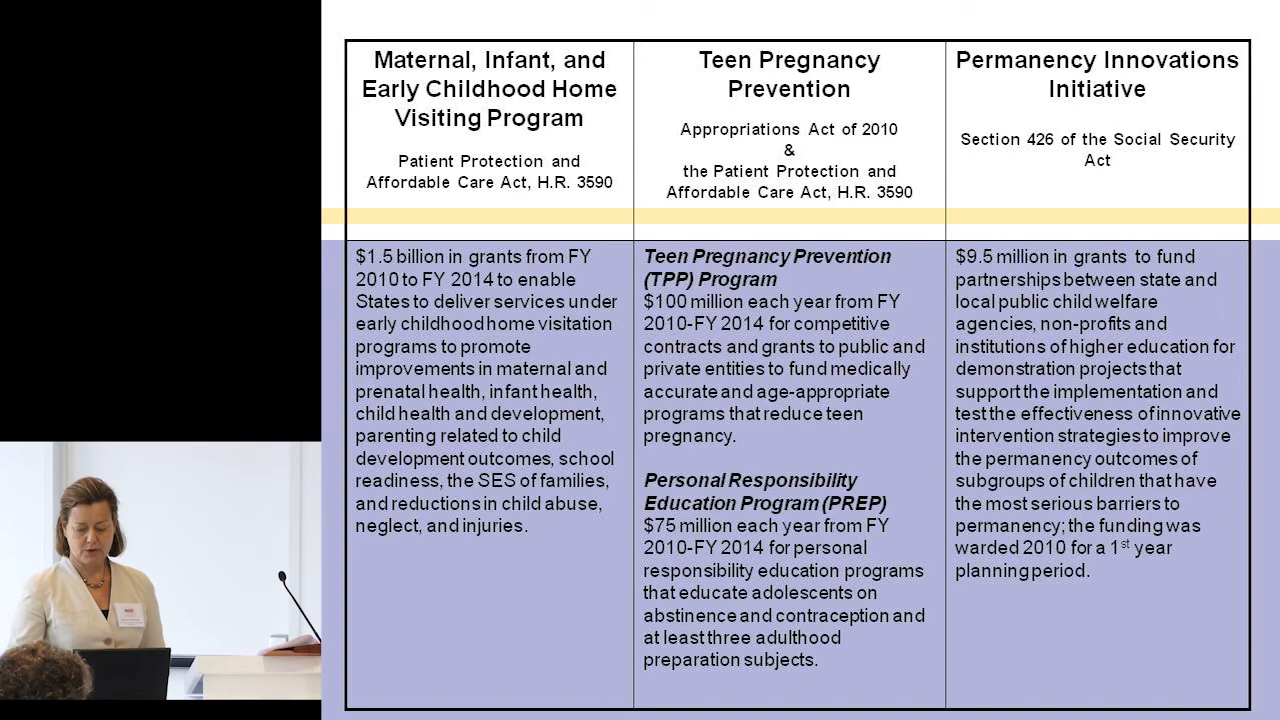 Maternal, Infant, and
Early Childhood Home
Visiting Program
Patient Protection and
Affordable Care Act, H.R. 3590
Teen Pregnancy
Prevention
Appropriations Act of 2010
&
the Patient Protection and
Affordable Care Act, H.R. 3590
Permanency Innovations
Initiative
Section 426 of the Social Security
Act
$1.5 billion in grants from FY
2010 to FY 2014 to enable
States to deliver services under
early childhood home visitation
programs to promote
improvements in maternal and
prenatal health, infant health,
child health and development,
parenting related to child
development outcomes, school
readiness, the SES of families,
and reductions in child abuse,
neglect, and injuries.
Teen Pregnancy Prevention
(TPP) Program
$100 million each year from FY
2010-FY 2014 for competitive
contracts and grants to public and
private entities to fund medically
accurate and age-appropriate
programs that reduce teen
pregnancy.
Personal Responsibility
Education Program (PREP)
$75 million each year from FY
2010-FY 2014 for personal
responsibility education programs
that educate adolescents on
abstinence and contraception and
at least three adulthood
preparation subjects.
$9.5 million in grants to fund
partnerships between state and
local public child welfare
agencies, non-profits and
institutions of higher education for
demonstration projects that
support the implementation and
test the effectiveness of innovative
intervention strategies to improve
the permanency outcomes of
subgroups of children that have
the most serious barriers to
permanency; the funding was
warded 2010 for a 1st year
planning period.